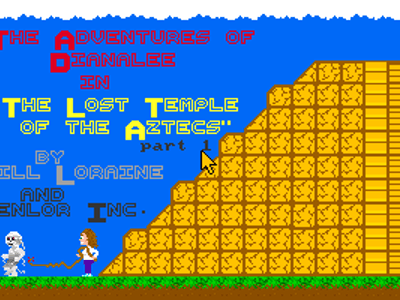 The Adventures of
Dianalee
in
The Lost Temple
of the Aztecs"
part 1
by
ill Loraine
and
enlor Inc.